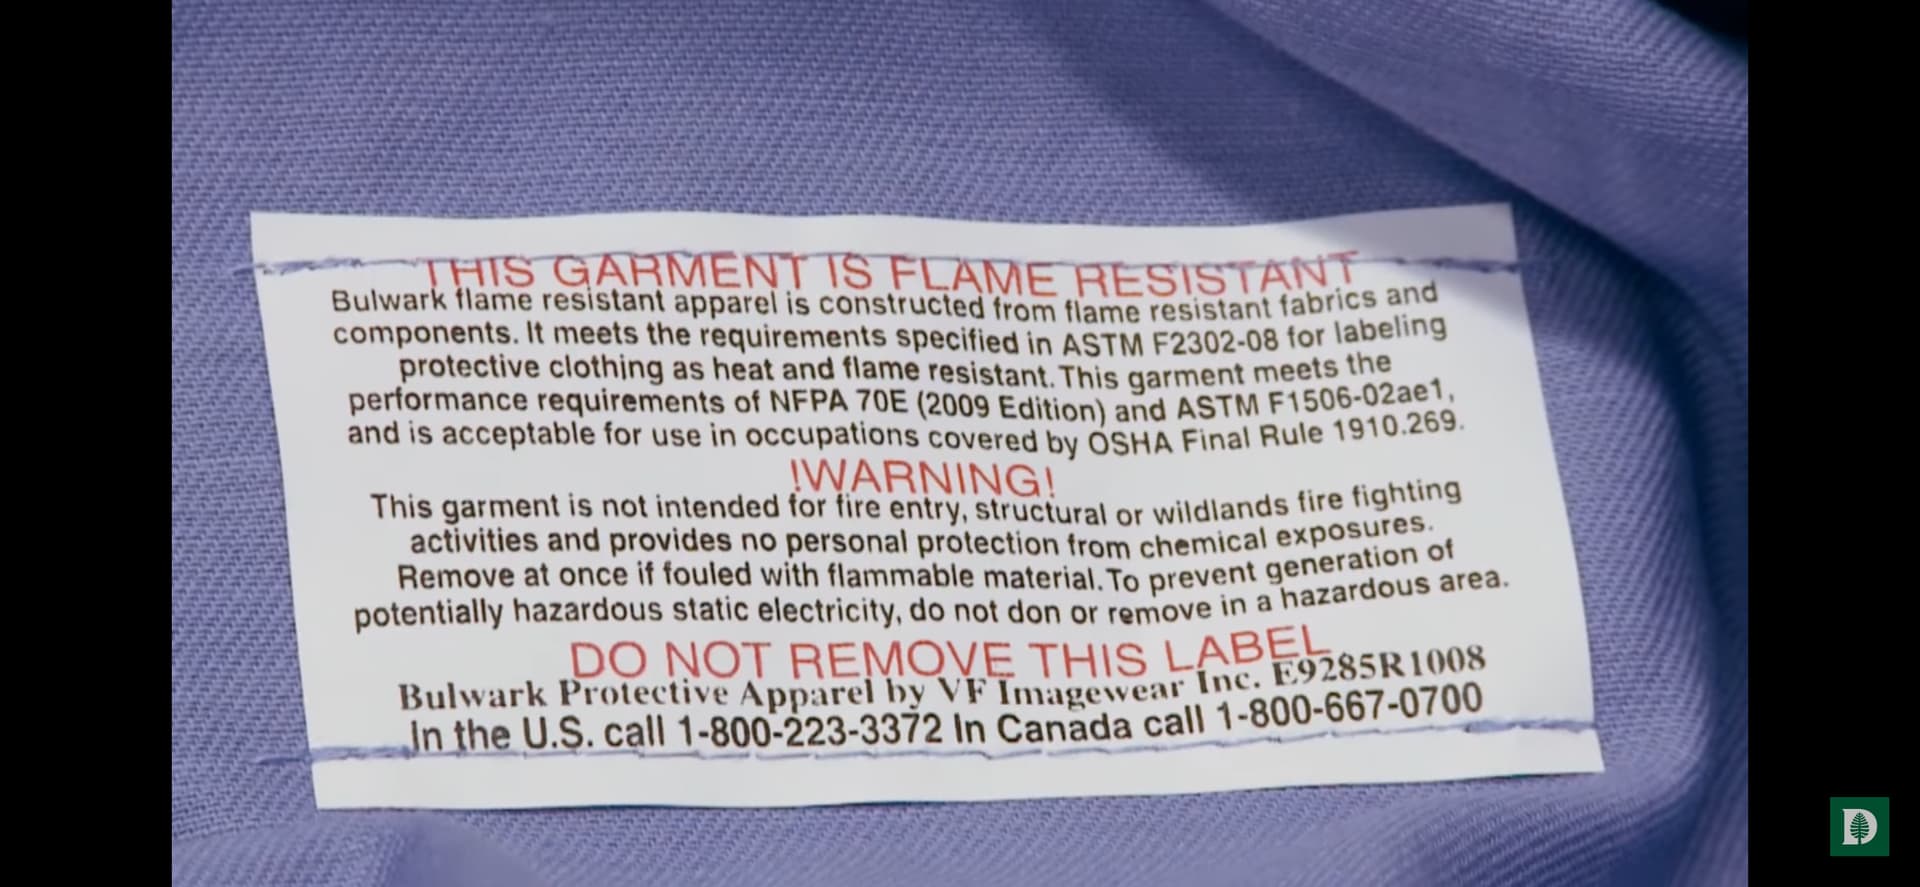 THIS GARMENT IS FLAME RESISTANT
Bulwark flame resistant apparel is constructed from flame resistant fabrics and
components. It meets the requirements specified in ASTM F2302-08 for labeling
protective clothing as heat and flame resistant. This garment meets the
performance requirements of NFPA 70E (2009 Edition) and ASTM F1506-02ae1,
and is acceptable for use in occupations covered by OSHA Final Rule 1910.269.
!WARNING!
This garment is not intended for fire entry, structural or wildlands fire fighting
activities and provides no personal protection from chemical exposures.
Remove at once if fouled with flammable material. To prevent generation of
potentially hazardous static electricity, do not don or remove in a hazardous area.
DO NOT REMOVE THIS LABEL
Bulwark Protective Apparel by VF Imagewear Inc. E9285R1008
In the U.S. call 1-800-223-3372 In Canada call 1-800-667-0700
D